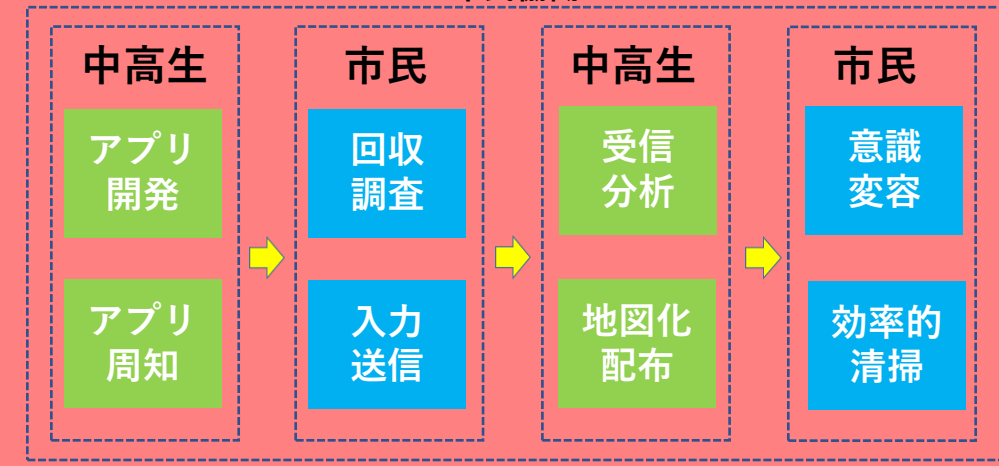 中高生
アプリ
開発
アプリ
周知
市民
回収
調査
入力
送信
中高生
受信
分析
地図化
配布
市民
意識
変容
効率的
清掃